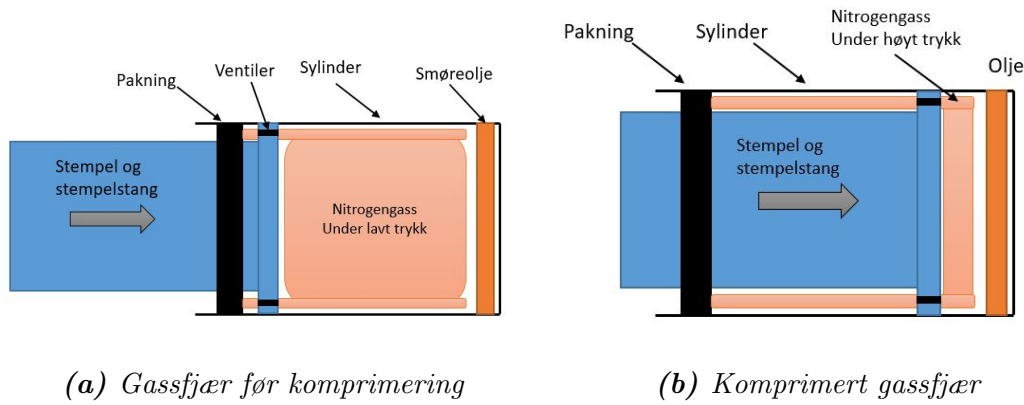 Pakning
Ventiler
Sylinder
Smøreolje
Stempel og
stempelstang
Nitrogengass
Under lavt trykk
(a) Gassfjær før komprimering
Pakning
Sylinder
Nitrogengass
Under høyt trykk
Olje
Stempel og
stempelstang
(b) Komprimert gassfjær